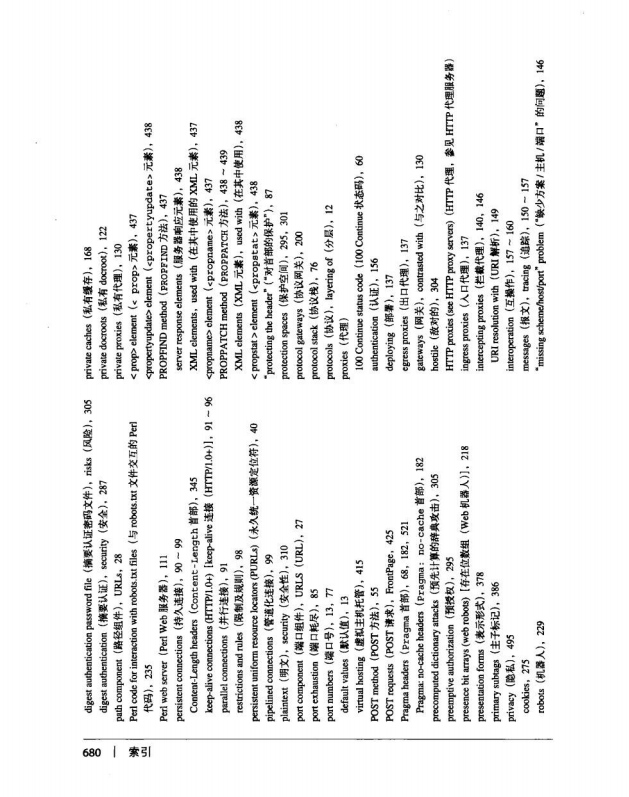 digest authentication password file（摘要认证密码文件），risks（风险），305
digest authentication（摘要认证），security（安全），287
path component（路径组件），URLs，28
Perl code for interaction with robots.txt files（与 robots.txt 文件交互的 Perl
代码），235
Perl web server（Perl Web 服务器），111
persistent connections（持久连接），90 ~ 99
Content-Length headers（Content-Length 首部），345
keep-alive connections (HTTP/1.0+)［keep-alive 连接 (HTTP/1.0+)］，91 ~ 96
parallel connections（并行连接），91
restrictions and rules（限制及规则），98
persistent uniform resource locators (PURLs)（永久统一资源定位符），40
pipelined connections（管道化连接），99
plaintext（明文），security（安全性），310
port component（端口组件），URLS（URL），27
port exhaustion（端口耗尽），85
port numbers（端口号），13，77
default values（默认值），13
virtual hosting（虚拟主机托管），415
POST method（POST 方法），55
POST requests（POST 请求），FrontPage，425
Pragma headers（Pragma 首部），68，182，521
Pragma: no-cache headers（Pragma: no-cache 首部），182
precomputed dictionary attacks（预先计算的辞典攻击），305
preemptive authorization（预授权），295
presence bit arrays (web robots)［存在位数组（Web 机器人）］，218
presentation forms（表示形式），378
primary subtags（主子标记），386
privacy（隐私），495
cookies，275
robots（机器人），229
private caches（私有缓存），168
private docroots（私有 docroot），122
private proxies（私有代理），130
< prop> element（< prop> 元素），437
<propertyupdate> element（<propertyupdate> 元素），438
PROPFIND method（PROPFIND 方法），437
server response elements（服务器响应元素），438
XML elements，used with（在其中使用的 XML 元素），437
<propname> element（<propname> 元素），437
PROPPATCH method（PROPPATCH 方法），438 ~ 439
XML elements（XML 元素），used with（在其中使用），438
< propstat > element（<propstat> 元素），438
"protecting the header"（"对首部的保护"），87
protection spaces（保护空间），295，301
protocol gateways（协议网关），200
protocol stack（协议栈），76
protocols（协议），layering of（分层），12
proxies（代理）
100 Continue status code（100 Continue 状态码），60
authentication（认证），156
deploying（部署），137
egress proxies（出口代理），137
gateways（网关），contrasted with（与之对比），130
hostile（敌对的），304
HTTP proxies (see HTTP proxy servers)（HTTP 代理，参见 HTTP 代理服务器）
ingress proxies（入口代理），137
intercepting proxies（拦截代理），140，146
URI resolution with（URI 解析），149
interoperation（互操作），157 ~ 160
messages（报文），tracing（追踪），150 ~ 157
"missing scheme/host/port" problem（"缺少方案/主机/端口" 的问题），146
680 | 索引